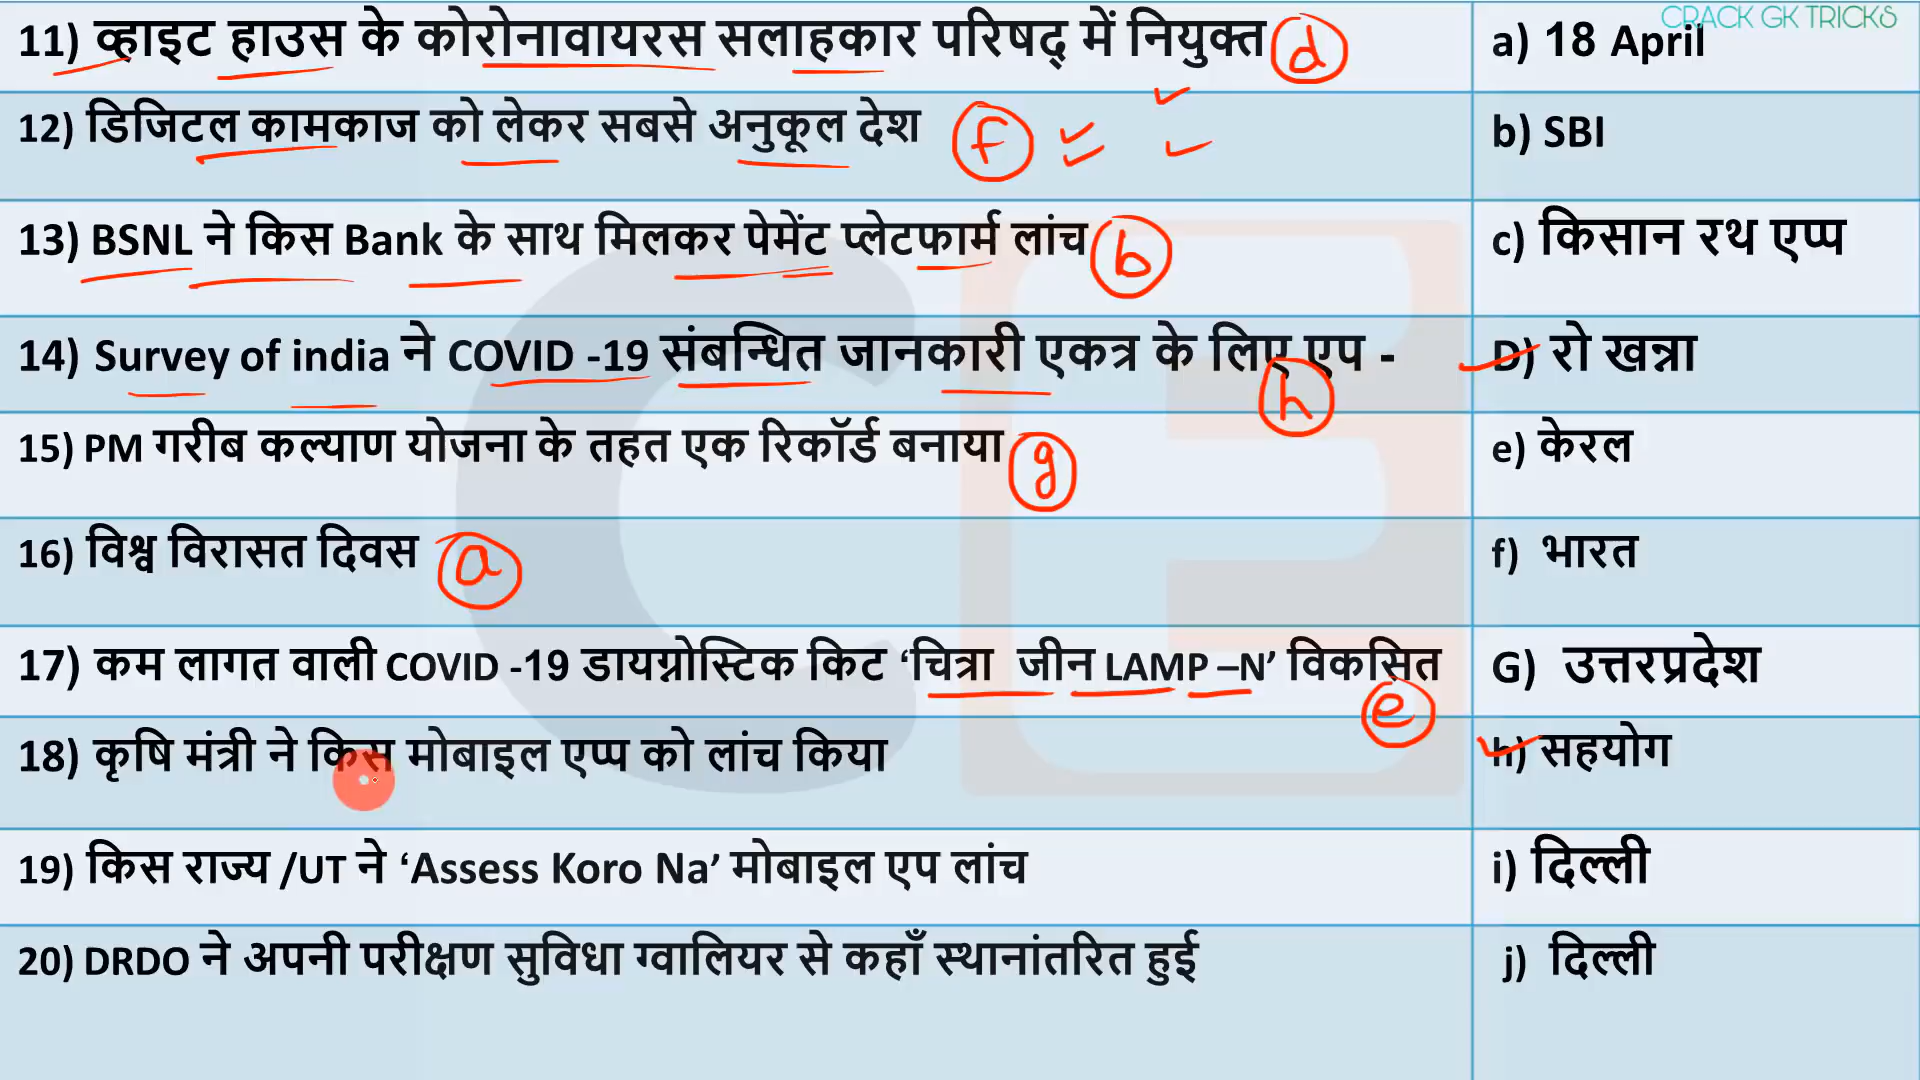 CRACK GK TRICKS
11) व्हाइट हाउस के कोरोनावायरस सलाहकार परिषद् में नियुक्त d
a) 18 April
12) डिजिटल कामकाज को लेकर सबसे अनुकूल देश f
b) SBI
13) BSNL ने किस Bank के साथ मिलकर पेमेंट प्लेटफार्म लांच b
c) किसान रथ एप्प
14) Survey of india ने COVID -19 संबन्धित जानकारी एकत्र के लिए एप - h
D) रो खन्ना
15) PM गरीब कल्याण योजना के तहत एक रिकॉर्ड बनाया g
e) केरल
16) विश्व विरासत दिवस a
f) भारत
17) कम लागत वाली COVID -19 डायग्नोस्टिक किट ‘चित्रा जीन LAMP –N’ विकसित e
G) उत्तरप्रदेश
18) कृषि मंत्री ने किस मोबाइल एप्प को लांच किया
h) सहयोग
19) किस राज्य /UT ने ‘Assess Koro Na’ मोबाइल एप लांच
i) दिल्ली
20) DRDO ने अपनी परीक्षण सुविधा ग्वालियर से कहाँ स्थानांतरित हुई
j) दिल्ली